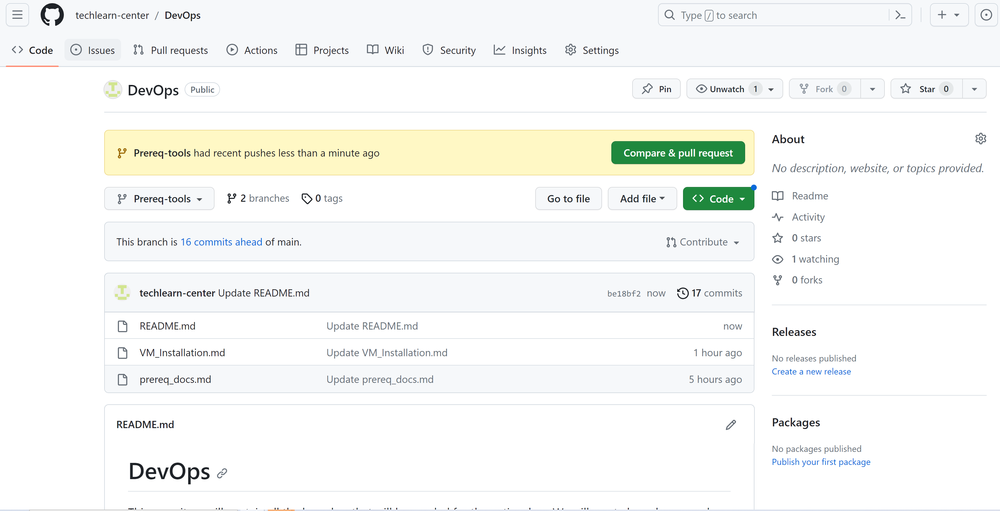 techlearn-center / DevOps
Type / to search
Code Issues Pull requests Actions Projects Wiki Security Insights Settings
DevOps Public
Pin Unwatch 1 Fork 0 Star 0
Prereq-tools had recent pushes less than a minute ago
Compare & pull request
Prereq-tools 2 branches 0 tags Go to file Add file Code
This branch is 16 commits ahead of main. Contribute
techlearn-center Update README.md be18bf2 now 17 commits
README.md Update README.md now
VM_Installation.md Update VM_Installation.md 1 hour ago
prereq_docs.md Update prereq_docs.md 5 hours ago
README.md
DevOps
About
No description, website, or topics provided.
Readme
Activity
0 stars
1 watching
0 forks
Releases
No releases published
Create a new release
Packages
No packages published
Publish your first package